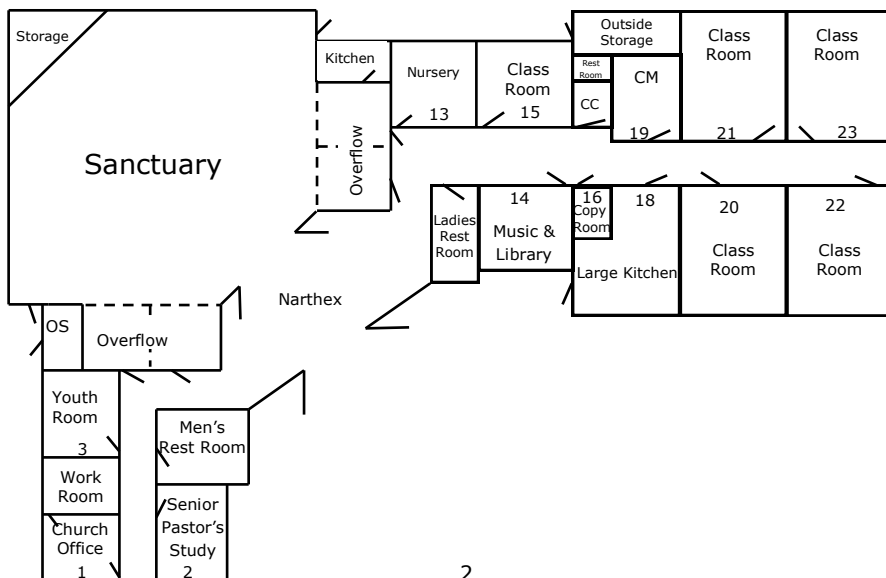 Storage
Sanctuary
Kitchen
Overflow
Nursery
13
Class
Room
15
Outside
Storage
Rest
Room
CC
CM
19
Class
Room
21
Class
Room
23
Ladies
Rest
Room
14
Music &
Library
16
Copy
Room
18
Large Kitchen
20
Class
Room
22
Class
Room
Narthex
OS
Overflow
Youth
Room
3
Men's
Rest Room
Work
Room
Church
Office
1
Senior
Pastor's
Study
2
2